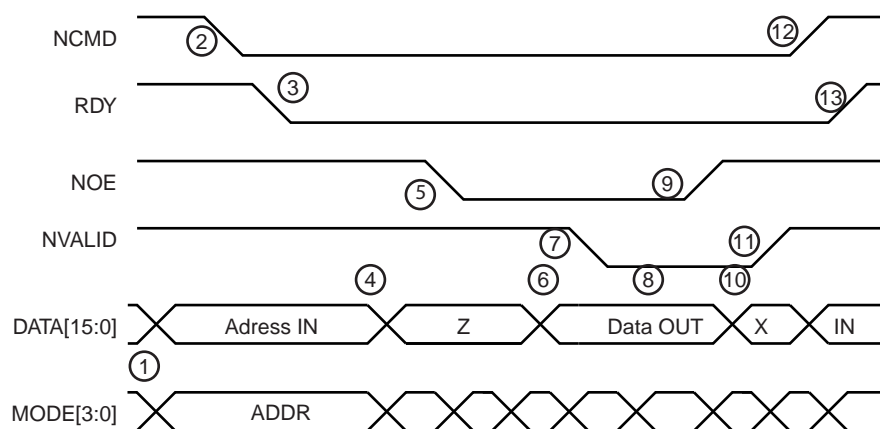 NCMD
2
12
RDY
3
13
NOE
5
9
NVALID
7
11
4
6
8
10
DATA[15:0]
Adress IN
Z
Data OUT
X
IN
1
MODE[3:0]
ADDR